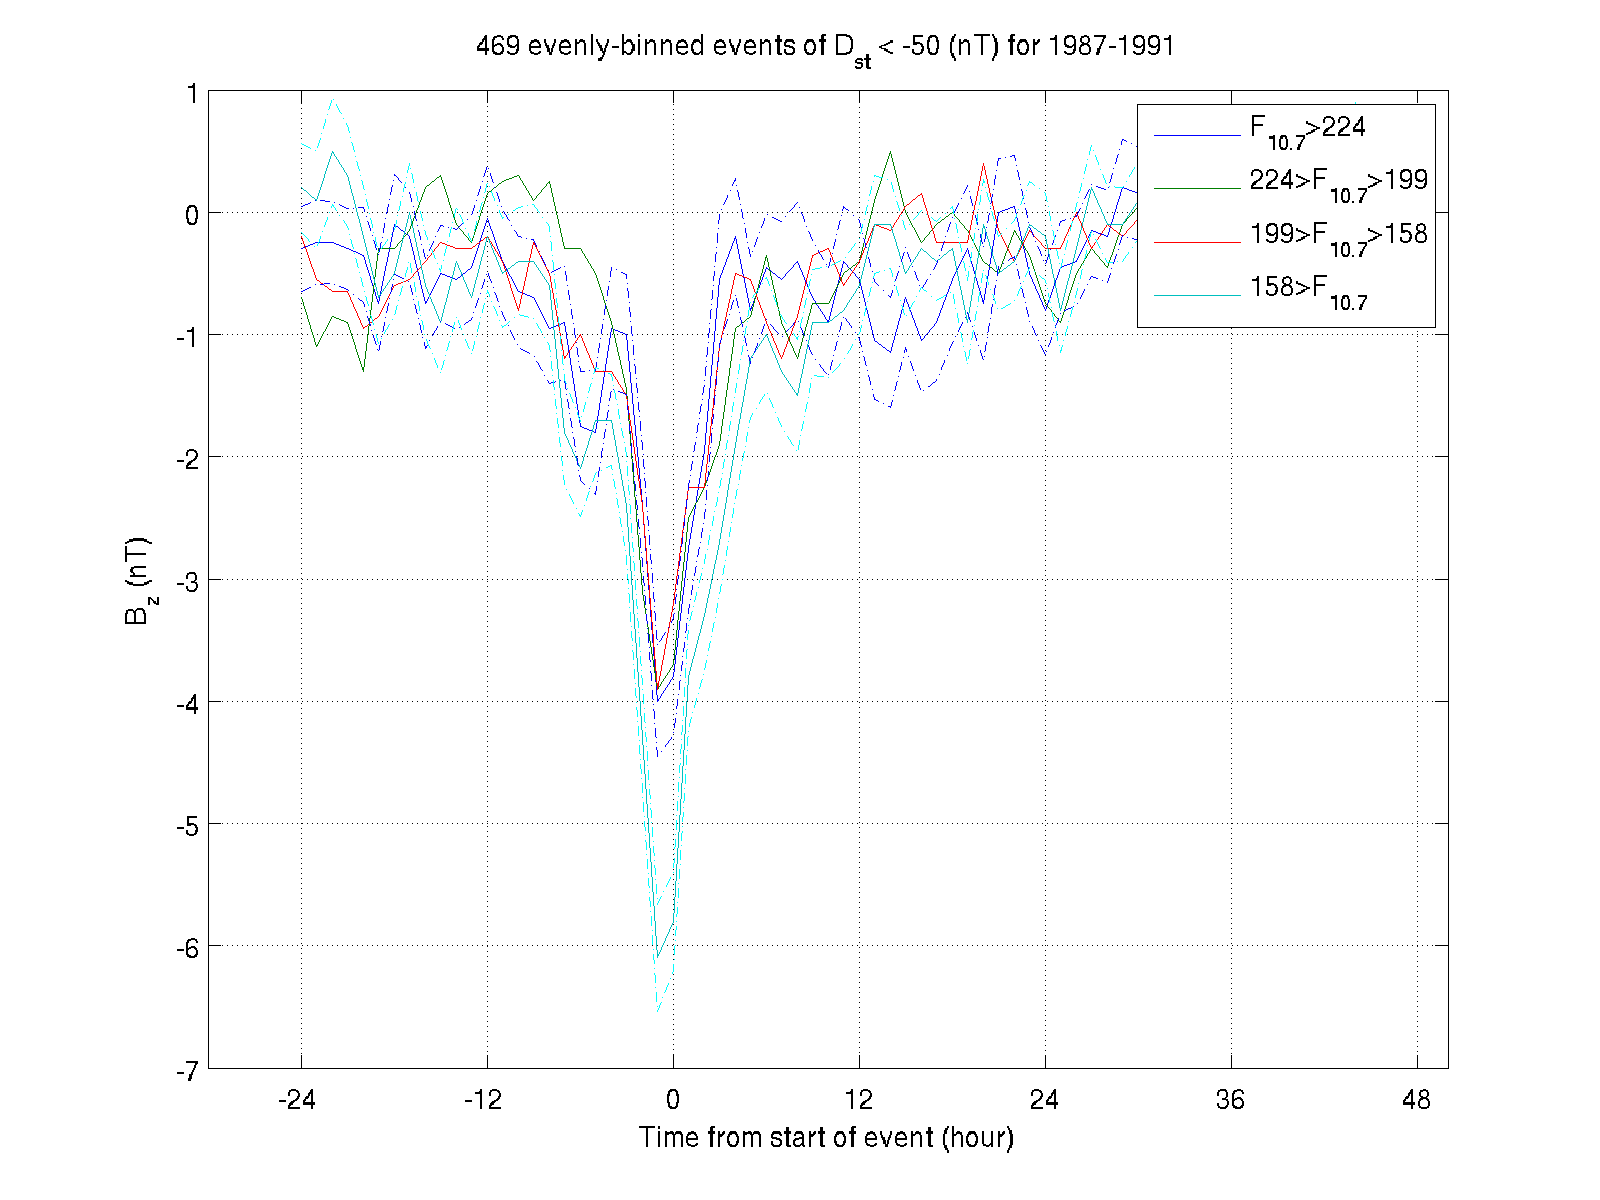 469 evenly-binned events of Dst < -50 (nT) for 1987-1991
1
0
-1
-2
-3
-4
-5
-6
-7
Bz (nT)
F10.7>224
224>F10.7>199
199>F10.7>158
158>F10.7
-24 -12 0 12 24 36 48
Time from start of event (hour)